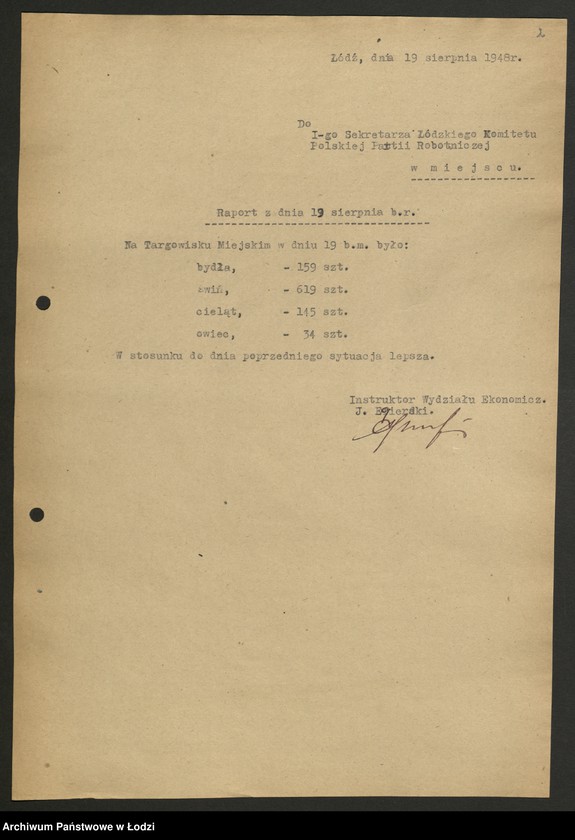 2
Łódź, dnia 19 sierpnia 1948r.
Do
I-go Sekretarza Łódzkiego Komitetu
Polskiej Partii Robotniczej
w m i e j s c u.
Raport z dnia 19 sierpnia b.r.
Na Targowisku Miejskim w dniu 19 b.m. było:
bydła, - 159 szt.
świń, - 619 szt.
cieląt, - 145 szt.
owiec, - 34 szt.
W stosunku do dnia poprzedniego sytuacja lepsza.
Instruktor Wydziału Ekonomicz.
J.
Archiwum Państwowe w Łodzi